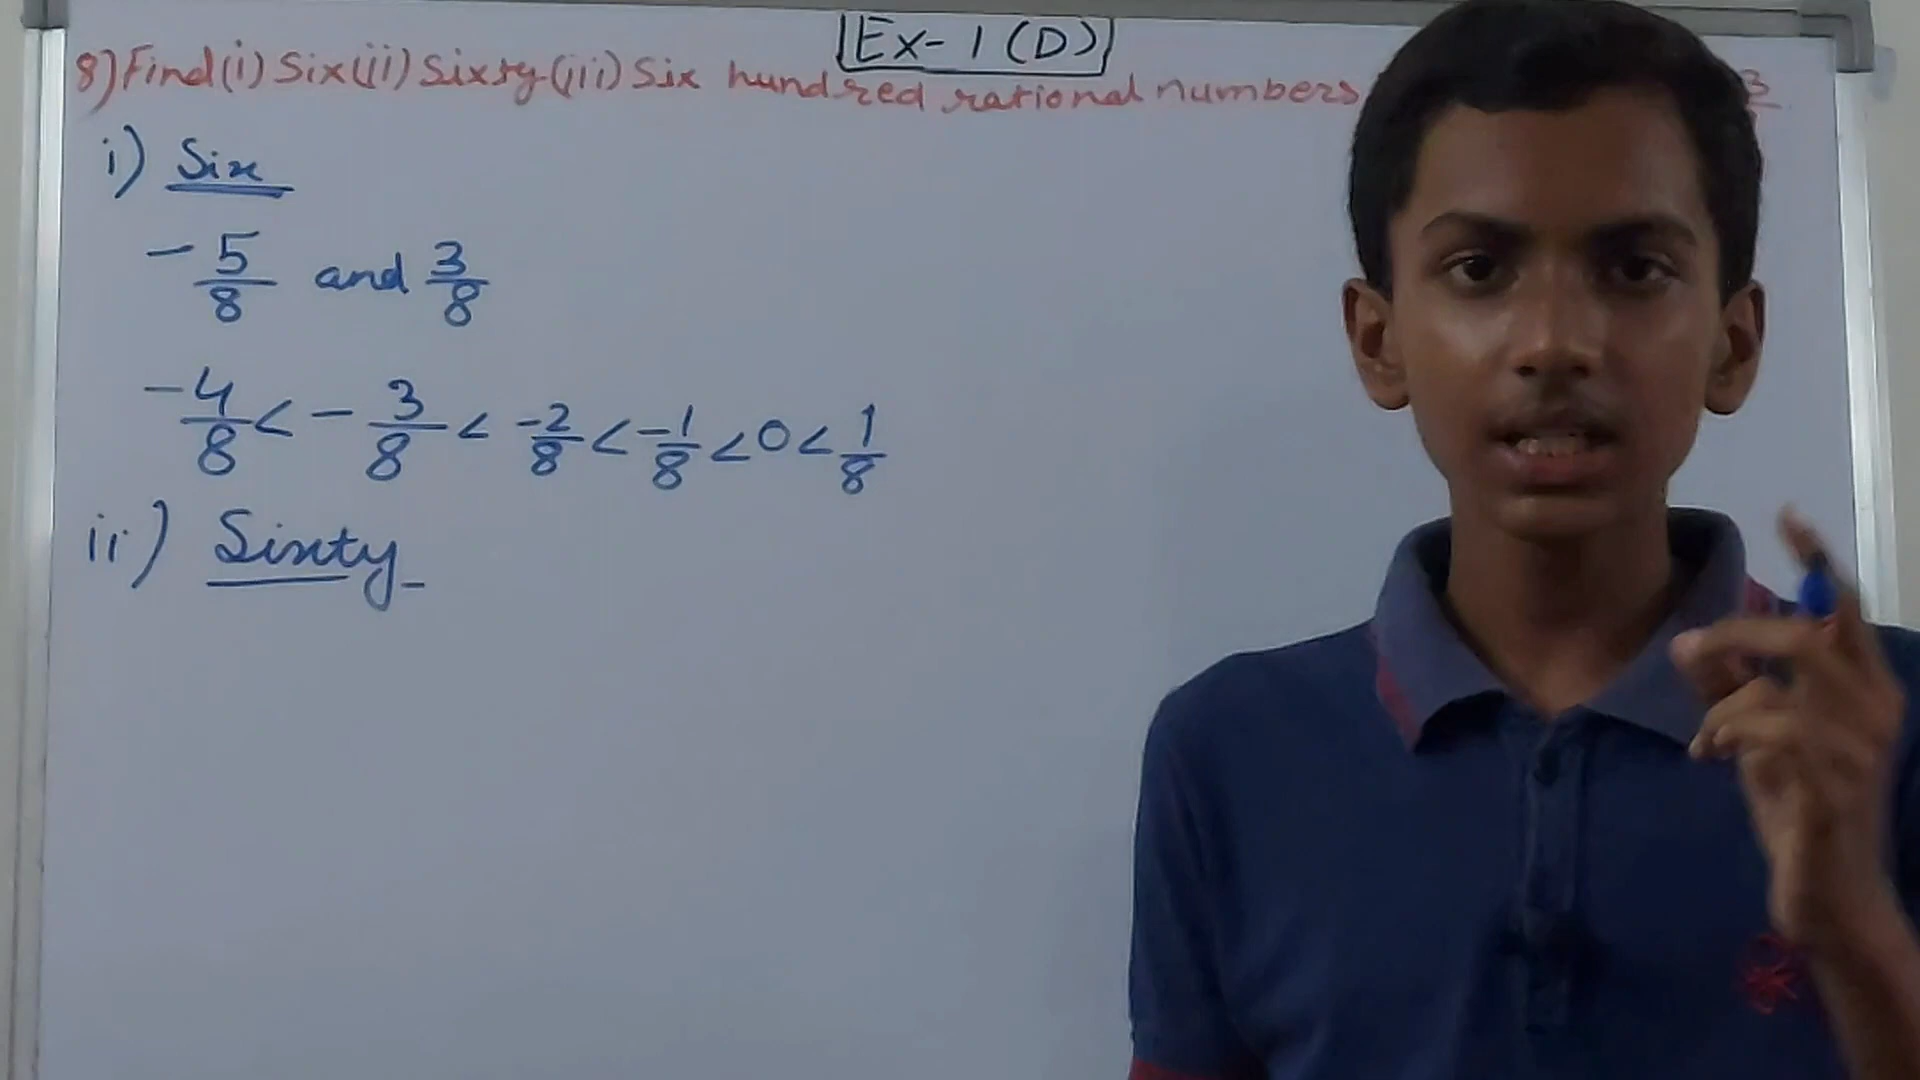 Ex-1(D)
8) Find (i) Six (ii) Sixty (iii) Six hundred rational numbers 3
i) Six
-5/8 and 3/8
-4/8 < -3/8 < -2/8 < -1/8 < 0 < 1/8
ii) Sixty